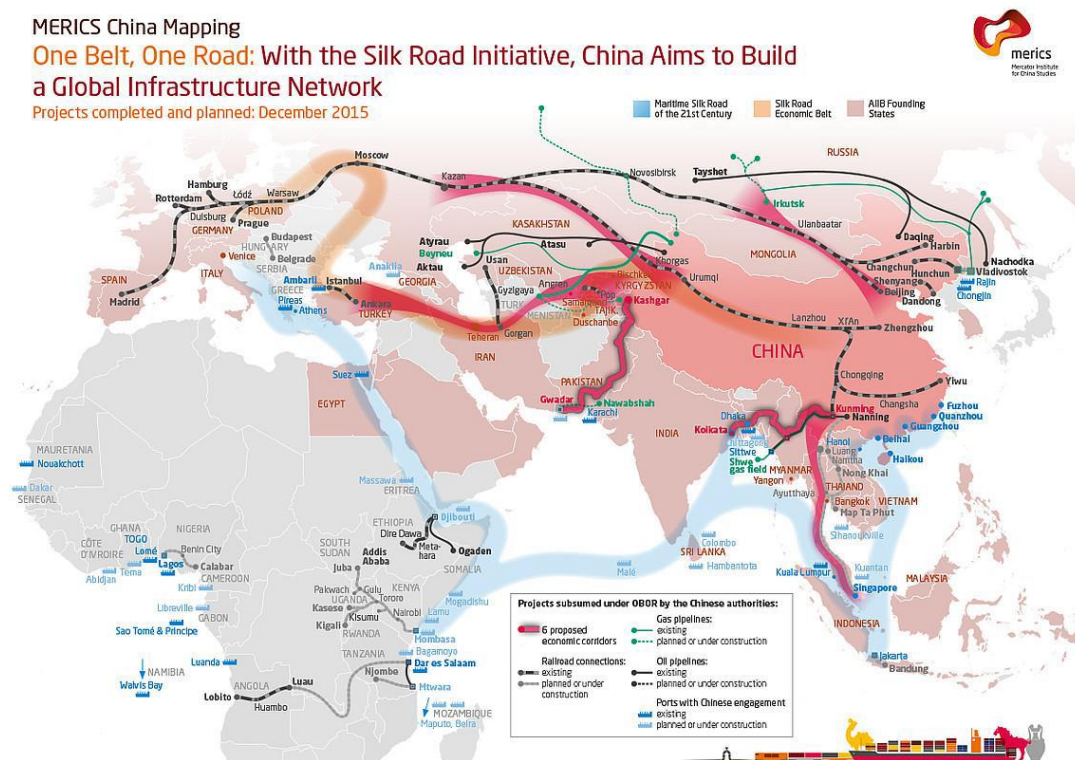 MERICS China Mapping
One Belt, One Road: With the Silk Road Initiative, China Aims to Build
a Global Infrastructure Network
Projects completed and planned: December 2015
merics
Mercator Institute
for China Studies
Maritime Silk Road
of the 21st Century
Silk Road
Economic Belt
AIIB Founding
States
RUSSIA
Moscow
Kazan
Novosibirsk
Tayshet
Irkutsk
Hamburg
Rotterdam
Łódź
Warsaw
Duisburg
POLAND
Prague
GERMANY
Budapest
HUNGARY
Belgrade
SERBIA
Venice
ITALY
SPAIN
Madrid
GREECE
Ambarli
Istanbul
Pireas
Athens
Ankara
TURKEY
Anaklia
GEORGIA
KASAKHSTAN
Atyrau
Beyneu
Aktau
Atasu
Usan
UZBEKISTAN
Gyzlgaya
Angren
TURK
MENISTAN
Samarkand
Pop
TAJIK.
Duschanbe
Bischkek
KYRGYZSTAN
Khorgas
Urumqi
Kashgar
Teheran
Gorgan
IRAN
MONGOLIA
Ulanbaatar
Daqing
Harbin
Changchun
Hunchun
Shenyang
Beijing
Dandong
Nachodka
Vladivostok
Rajin
Chongjin
Lanzhou
Xi'An
Zhengzhou
CHINA
Chongqing
Yiwu
Changsha
Fuzhou
Quanzhou
Guangzhou
Kunming
Nanning
Beihai
Haikou
PAKISTAN
Gwadar
Nawabshah
Karachi
INDIA
Dhaka
Kolkata
Chittagong
Sittwe
Shwe
gas field
MYANMAR
Yangon
Hanoi
Luang
Namtha
Nong Khai
THAILAND
Ayutthaya
Bangkok
VIETNAM
Map Ta Phut
Sihanoukville
Colombo
SRI LANKA
Hambantota
Malé
Kuantan
Kuala Lumpur
Singapore
MALAYSIA
INDONESIA
Jakarta
Bandung
Suez
EGYPT
MAURETANIA
Nouakchott
Dakar
SENEGAL
GHANA
TOGO
CÔTE
D'IVOIRE
Lomé
Tema
Abidjan
NIGERIA
Lagos
Benin City
Calabar
CAMEROON
Kribi
Libreville
GABON
Sao Tomé & Principe
Luanda
NAMIBIA
Walvis Bay
ANGOLA
Lobito
Huambo
Luau
Massawa
ERITREA
Djibouti
ETHIOPIA
Dire Dawa
Meta-
hara
Ogaden
Addis
Ababa
SOUTH
SUDAN
Juba
SOMALIA
Pakwach
Gulu
KENYA
UGANDA
Tororo
Kasese
Kisumu
Nairobi
Kigali
RWANDA
Lamu
Mogadishu
Mombasa
Bagamoyo
TANZANIA
Dar es Salaam
Njombe
Mtwara
MOZAMBIQUE
Maputo, Beira
Projects subsumed under OBOR by the Chinese authorities:
6 proposed
economic corridors
Railroad connections:
existing
planned or under
construction
Gas pipelines:
existing
planned or under construction
Oil pipelines:
existing
planned or under construction
Ports with Chinese engagement
existing
planned or under construction